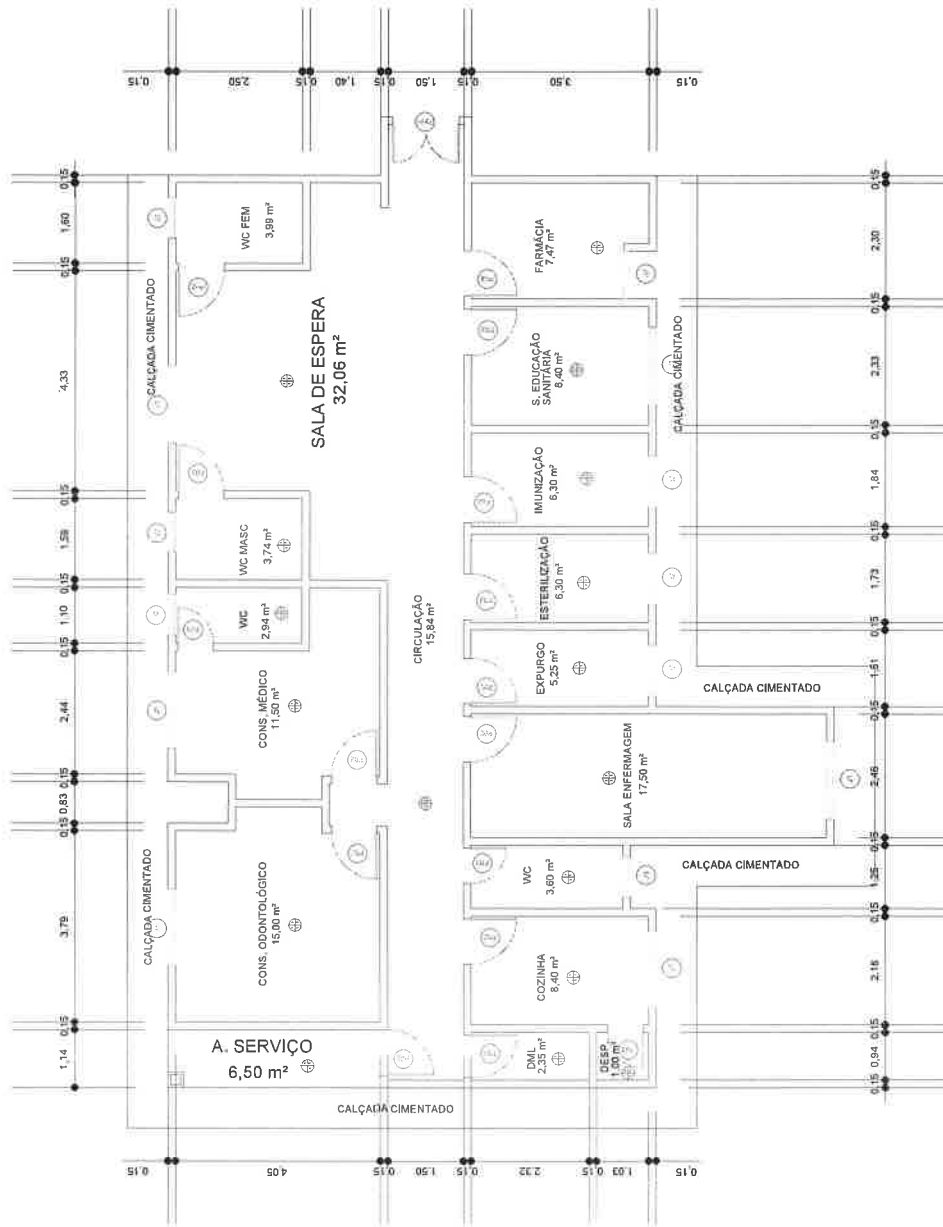 0,15
2,50
0,15
1,40
0,15
1,50
0,15
3,50
0,15
0,15
1,60
0,15
4,33
0,15
1,59
0,15
1,10
0,15
2,44
0,15
0,83
0,15
3,79
0,15
1,14
CALÇADA CIMENTADO
CALÇADA CIMENTADO
WC FEM
3,99 m²
SALA DE ESPERA
32,06 m²
WC MASC
3,74 m²
WC
2,94 m²
CONS. MÉDICO
11,50 m²
CONS. ODONTOLÓGICO
15,00 m²
A. SERVIÇO
6,50 m²
CIRCULAÇÃO
15,84 m²
FARMÁCIA
7,47 m²
S. EDUCAÇÃO
SANITÁRIA
8,40 m²
IMUNIZAÇÃO
6,30 m²
ESTERILIZAÇÃO
6,30 m²
EXPURGO
5,25 m²
SALA ENFERMAGEM
17,50 m²
WC
3,60 m²
COZINHA
8,40 m²
DML
2,35 m²
DESP.
1,00 m²
CALÇADA CIMENTADO
CALÇADA CIMENTADO
CALÇADA CIMENTADO
CALÇADA CIMENTADO
0,15
2,30
0,15
2,33
0,15
1,84
0,15
1,73
0,15
1,51
0,15
2,46
0,15
1,25
0,15
2,18
0,15
0,94
0,15
0,15
4,05
0,15
1,50
0,15
2,32
0,15
1,03
0,15